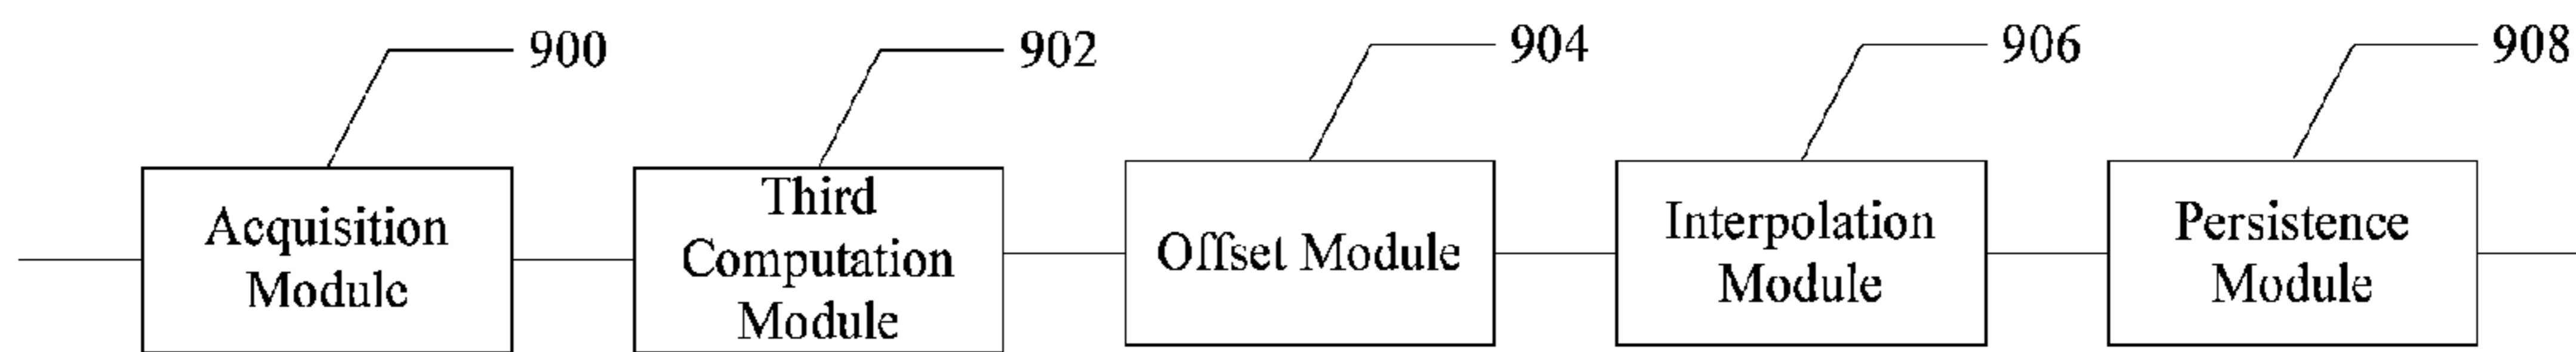 900
902
904
906
908
Acquisition
Module
Third
Computation
Module
Offset Module
Interpolation
Module
Persistence
Module